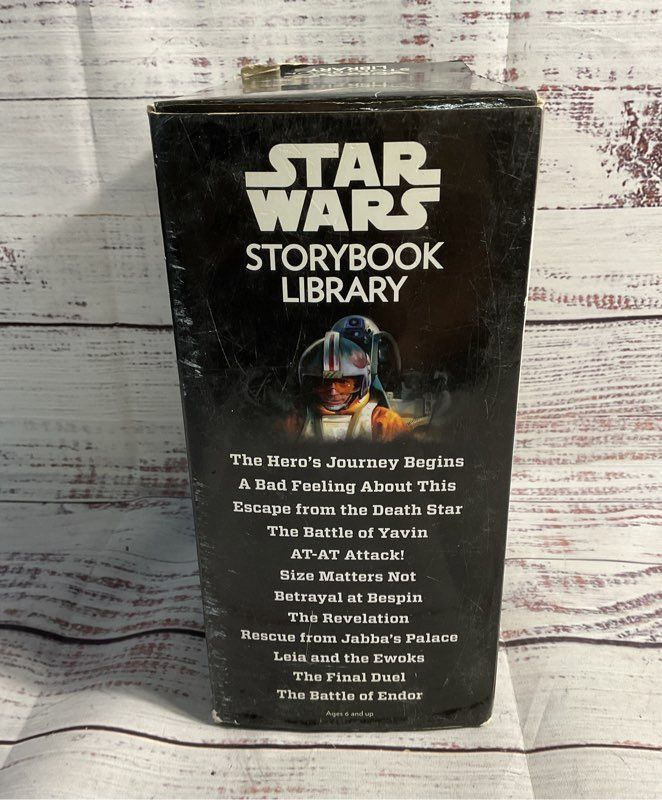 LIBRARY
STAR
WARS
STORYBOOK
LIBRARY
The Hero's Journey Begins
A Bad Feeling About This
Escape from the Death Star
The Battle of Yavin
AT-AT Attack!
Size Matters Not
Betrayal at Bespin
The Revelation
Rescue from Jabba's Palace
Leia and the Ewoks
The Final Duel
The Battle of Endor
Ages 6 and up